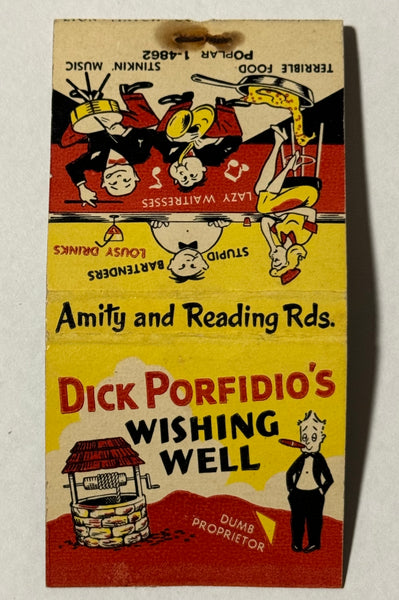 POPLAR 1-4862
TERRIBLE FOOD
STINKIN' MUSIC
LAZY WAITRESSES
STUPID
BARTENDERS
LOUSY DRINKS
Amity and Reading Rds.
DICK PORFIDIO'S
WISHING
WELL
DUMB
PROPRIETOR